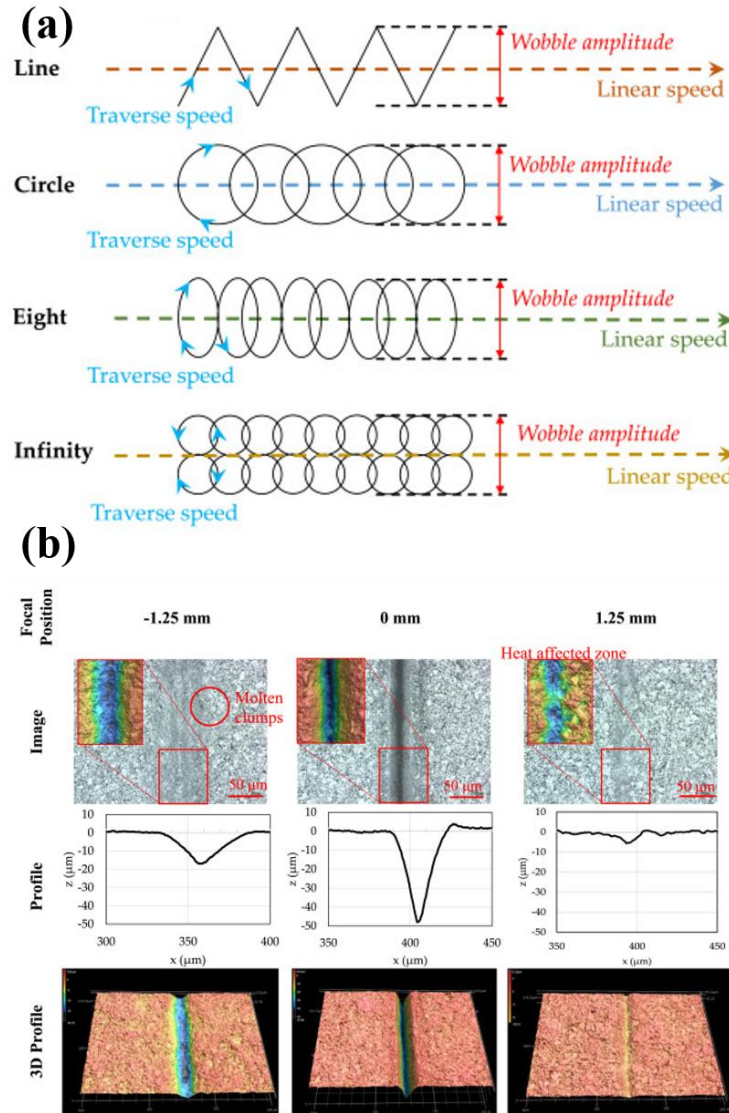 (a)
Line
Wobble amplitude
Linear speed
Traverse speed
Circle
Wobble amplitude
Linear speed
Traverse speed
Eight
Wobble amplitude
Linear speed
Traverse speed
Infinity
Wobble amplitude
Linear speed
Traverse speed
(b)
Focal
Position
-1.25 mm
0 mm
1.25 mm
Image
Molten
clumps
50 μm
50 μm
Heat affected zone
50 μm
Profile
z (μm)
0
-10
-20
-30
-40
-50
300
350
400
x (μm)
z (μm)
0
-10
-20
-30
-40
-50
350
400
450
x (μm)
z (μm)
0
-10
-20
-30
-40
-50
350
400
450
x (μm)
3D Profile